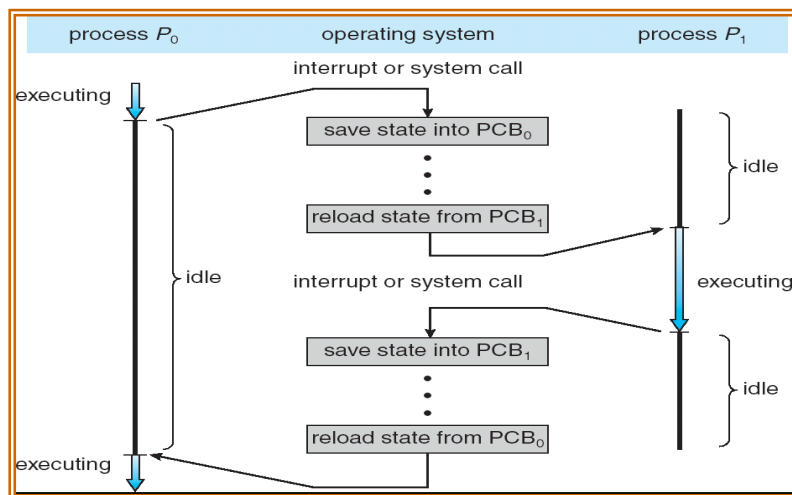 process P₀ operating system process P₁
interrupt or system call
executing
save state into PCB₀
idle
reload state from PCB₁
idle
interrupt or system call
executing
save state into PCB₁
idle
reload state from PCB₀
executing